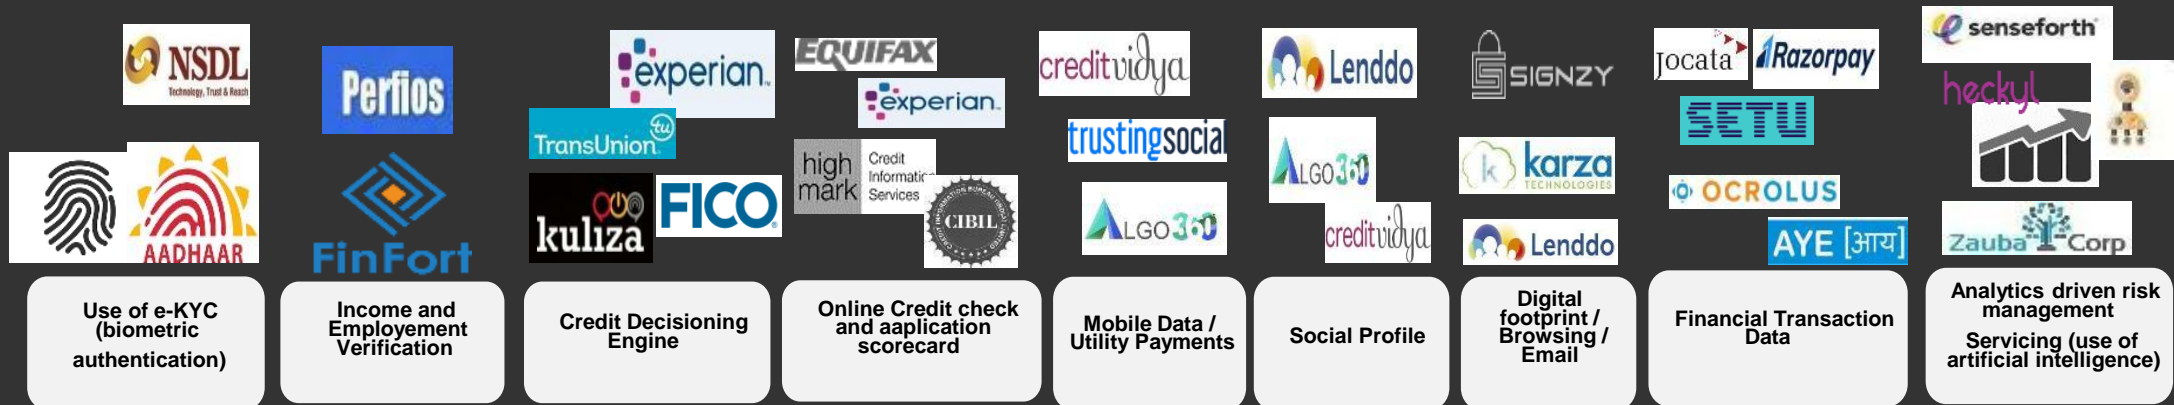 NSDL
Technology, Trust & Reach
AADHAAR
Use of e-KYC
(biometric
authentication)
Perfios
FinFort
Income and
Employement
Verification
experian.
TransUnion
tu
kuliza
FICO
Credit Decisioning
Engine
EQUIFAX
experian.
high
mark
Credit
Informatic
Services
CIBIL
Online Credit check
and aaplication
scorecard
creditvidya
trustingsocial
ALGO360
Mobile Data /
Utility Payments
Lenddo
ALGO360
creditvidya
Social Profile
SIGNZY
k karza
TECHNOLOGIES
Lenddo
Digital
footprint /
Browsing /
Email
Jocata
Razorpay
SETU
OCROLUS
AYE [आय]
Financial Transaction
Data
senseforth
heckyl
Zauba Corp
Analytics driven risk
management
Servicing (use of
artificial intelligence)